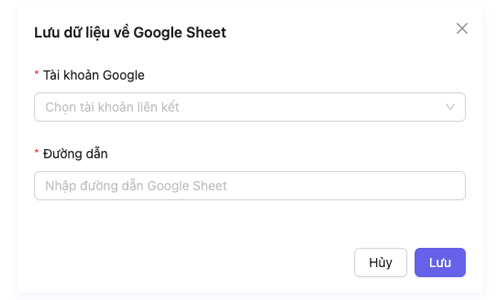 Lưu dữ liệu về Google Sheet
* Tài khoản Google
Chọn tài khoản liên kết
* Đường dẫn
Nhập đường dẫn Google Sheet
Hủy
Lưu